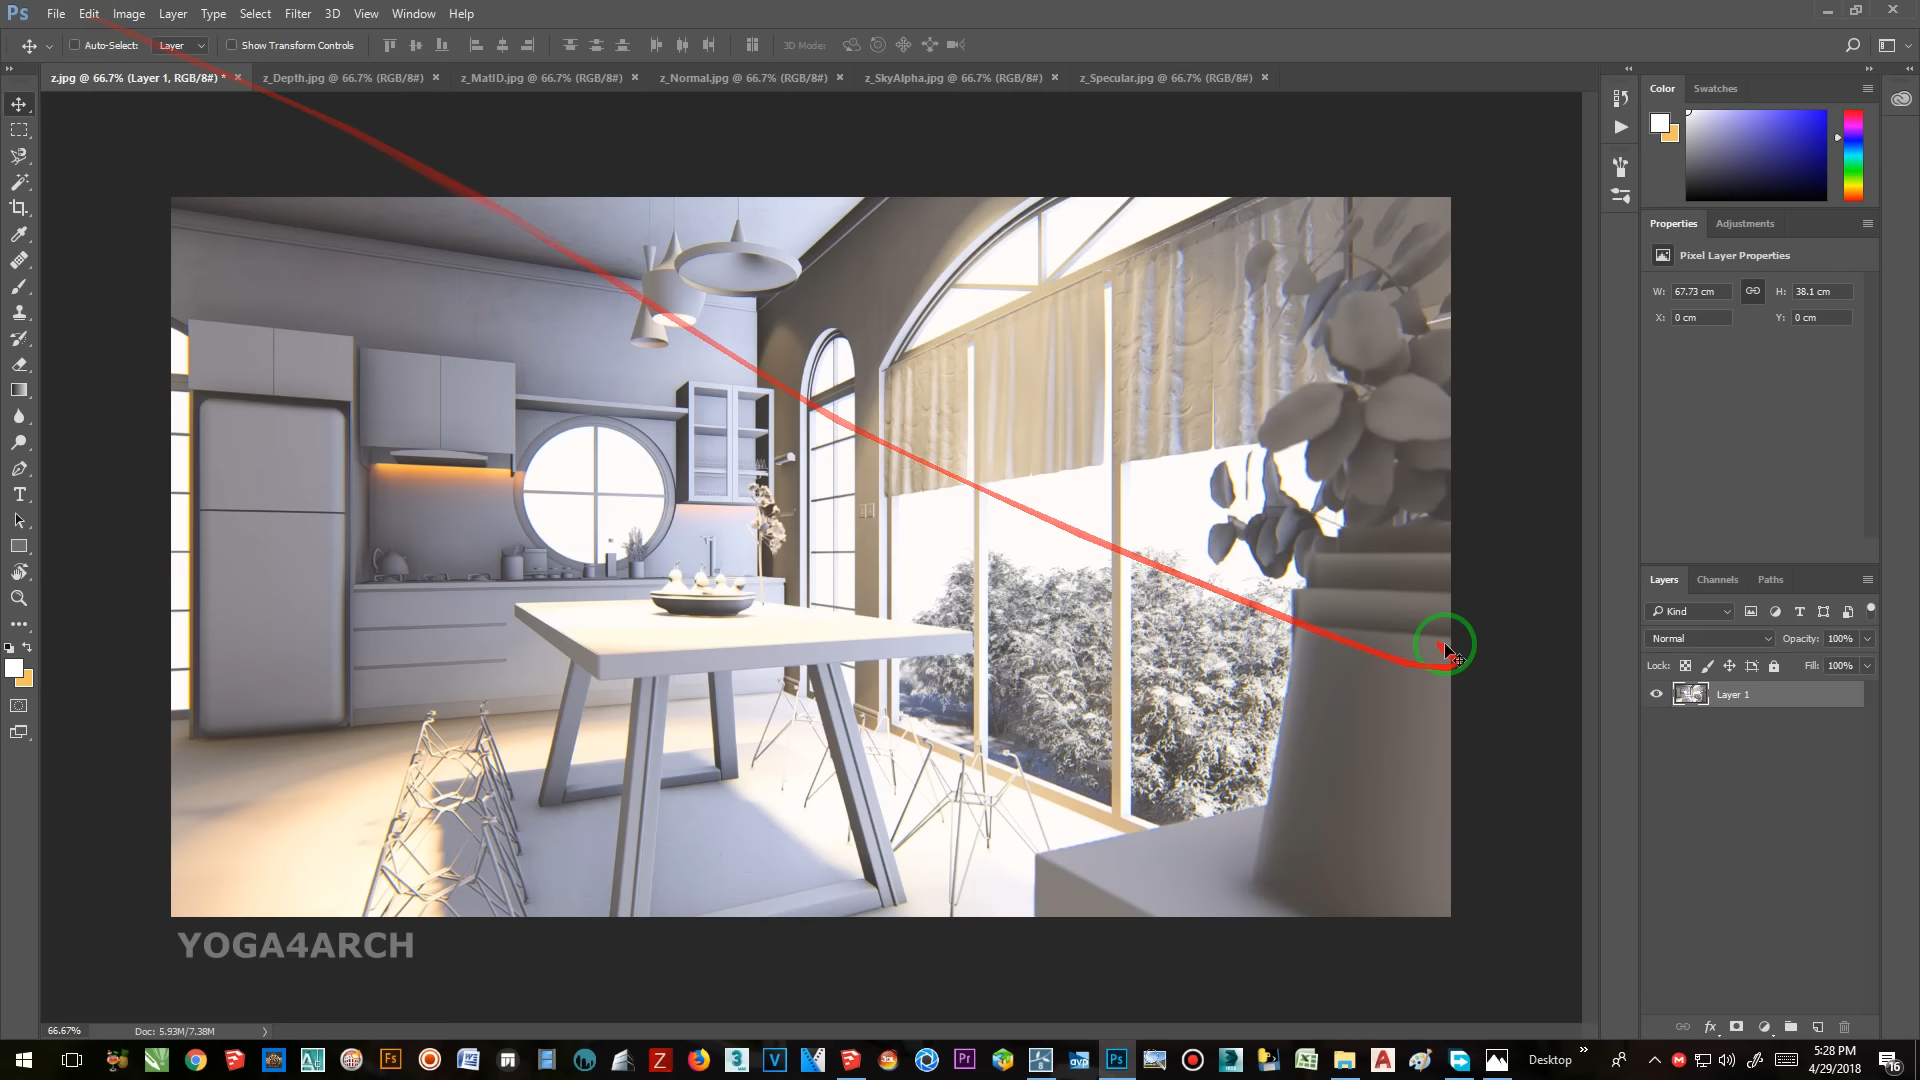 Ps File Edit Image Layer Type Select Filter 3D View Window Help
Auto-Select: Layer Show Transform Controls 3D Mode:
z.jpg @ 66.7% (Layer 1, RGB/8#) * z_Depth.jpg @ 66.7% (RGB/8#) z_MatID.jpg @ 66.7% (RGB/8#) z_Normal.jpg @ 66.7% (RGB/8#) z_SkyAlpha.jpg @ 66.7% (RGB/8#) z_Specular.jpg @ 66.7% (RGB/8#)
Color Swatches
Properties Adjustments
Pixel Layer Properties
W: 67.73 cm H: 38.1 cm
X: 0 cm Y: 0 cm
Layers Channels Paths
Kind
Normal Opacity: 100%
Lock: Fill: 100%
Layer 1
YOGA4ARCH
66.67% Doc: 5.93M/7.38M
Desktop
5:28 PM
4/29/2018
16